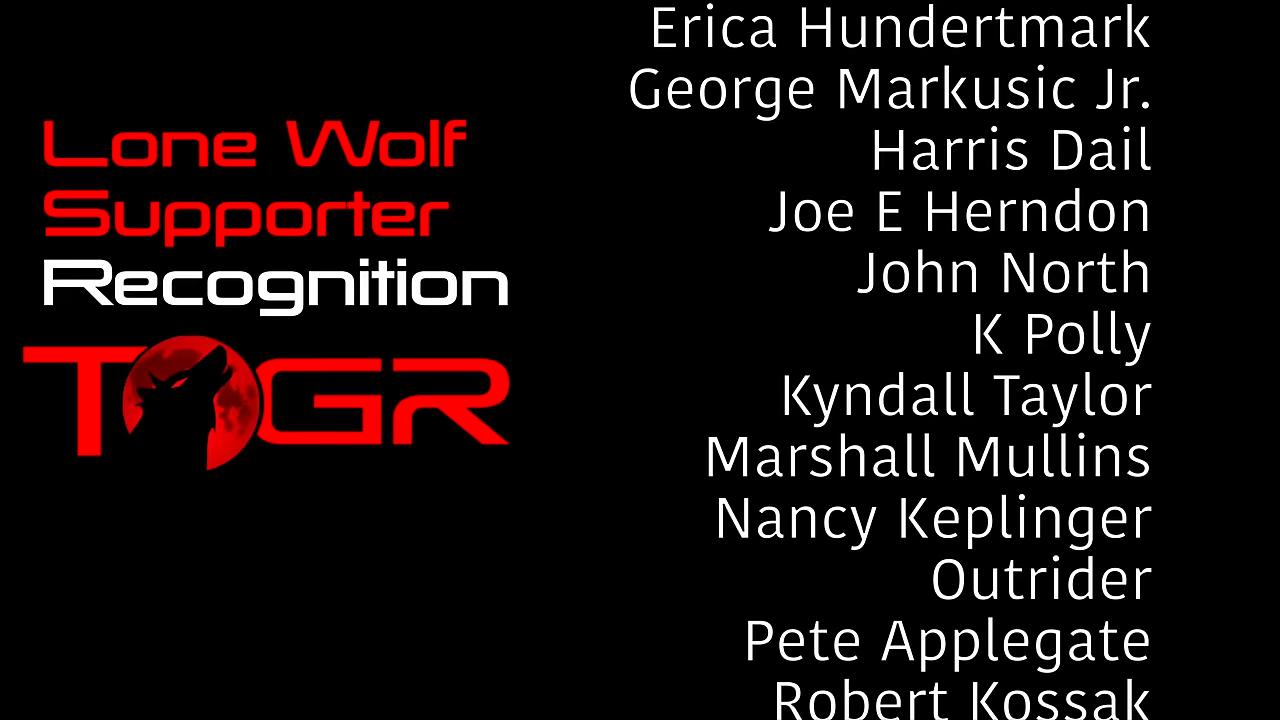 Lone Wolf
Supporter
Recognition
TOGR
Erica Hundertmark
George Markusic Jr.
Harris Dail
Joe E Herndon
John North
K Polly
Kyndall Taylor
Marshall Mullins
Nancy Keplinger
Outrider
Pete Applegate
Robert Kossak